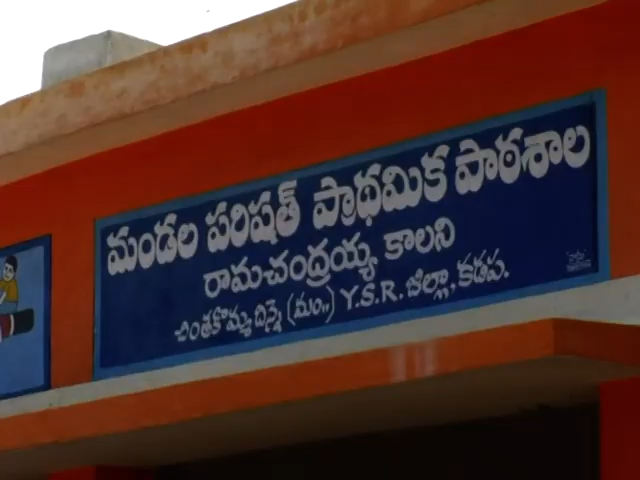 మండల పరిషత్ ప్రాథమిక పాఠశాల
రామచంద్రయ్య కాలని
చింతకొమ్మదిన్నె (మం,,) Y.S.R. జిల్లా, కడప.